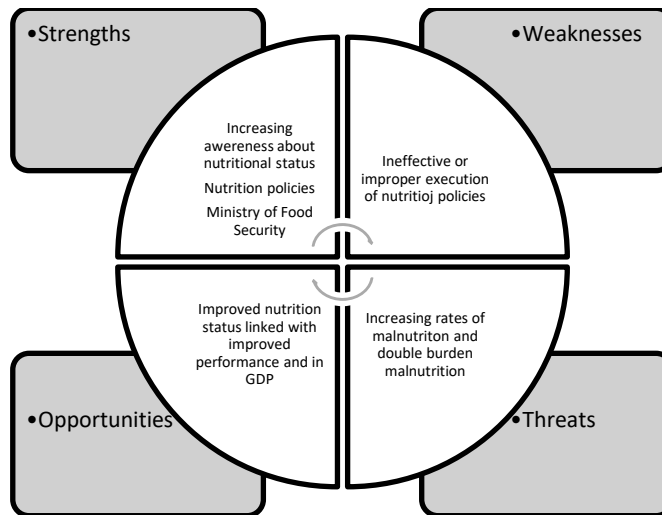 •Strengths
•Weaknesses
Increasing
awereness about
nutritional status
Nutrition policies
Ministry of Food
Security
Ineffective or
improper execution
of nutritioj policies
Improved nutrition
status linked with
improved
performance and in
GDP
Increasing rates of
malnutriton and
double burden
malnutrition
•Opportunities
•Threats